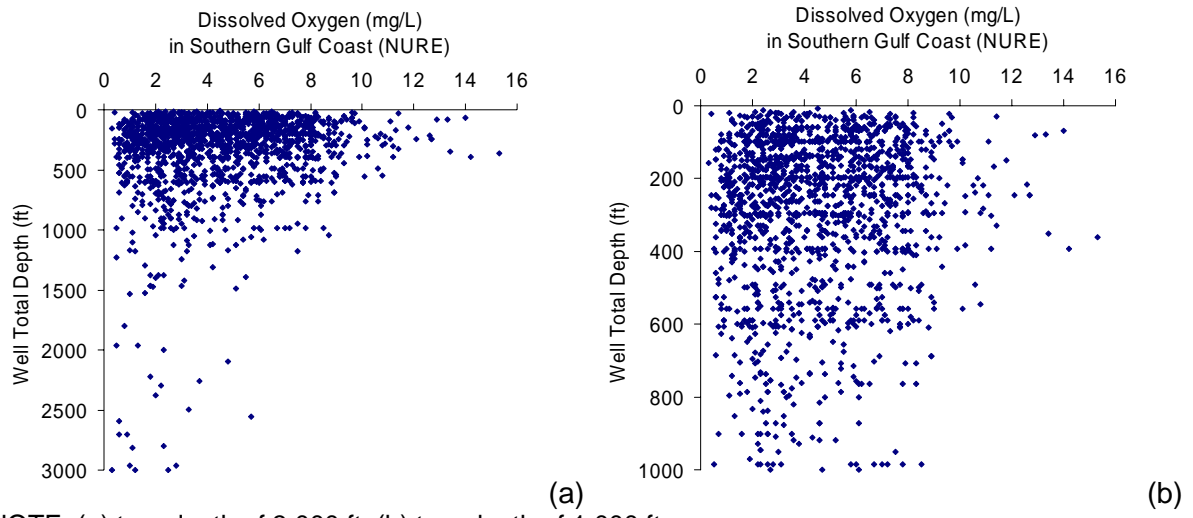 Dissolved Oxygen (mg/L)
in Southern Gulf Coast (NURE)
0 2 4 6 8 10 12 14 16
0
500
1000
1500
2000
2500
3000
Well Total Depth (ft)
(a)
Dissolved Oxygen (mg/L)
in Southern Gulf Coast (NURE)
0 2 4 6 8 10 12 14 16
0
200
400
600
800
1000
Well Total Depth (ft)
(b)